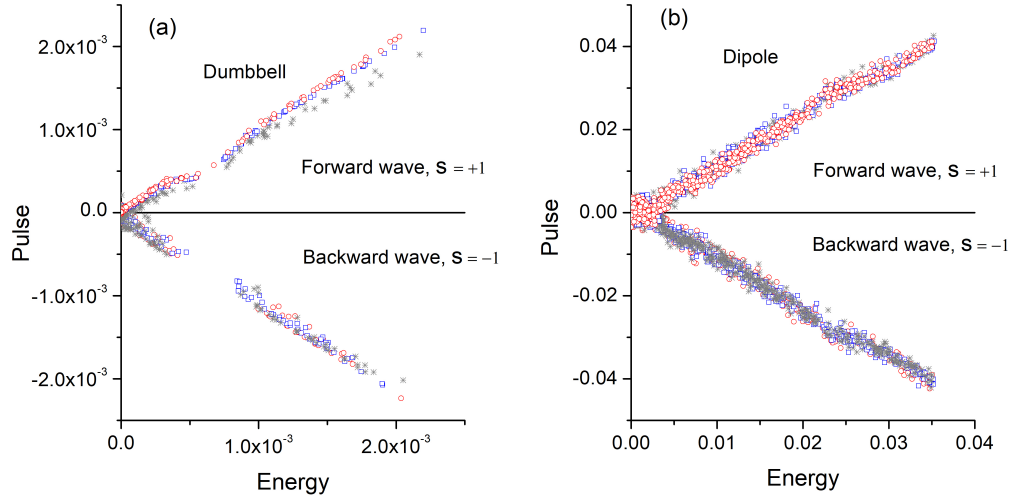 (a)
Dumbbell
2.0x10⁻³
1.0x10⁻³
0.0
-1.0x10⁻³
-2.0x10⁻³
Pulse
Forward wave, s = +1
Backward wave, s = −1
0.0
1.0x10⁻³
2.0x10⁻³
Energy
(b)
Dipole
0.04
0.02
0.00
-0.02
-0.04
Pulse
Forward wave, s = +1
Backward wave, s = −1
0.00
0.01
0.02
0.03
0.04
Energy